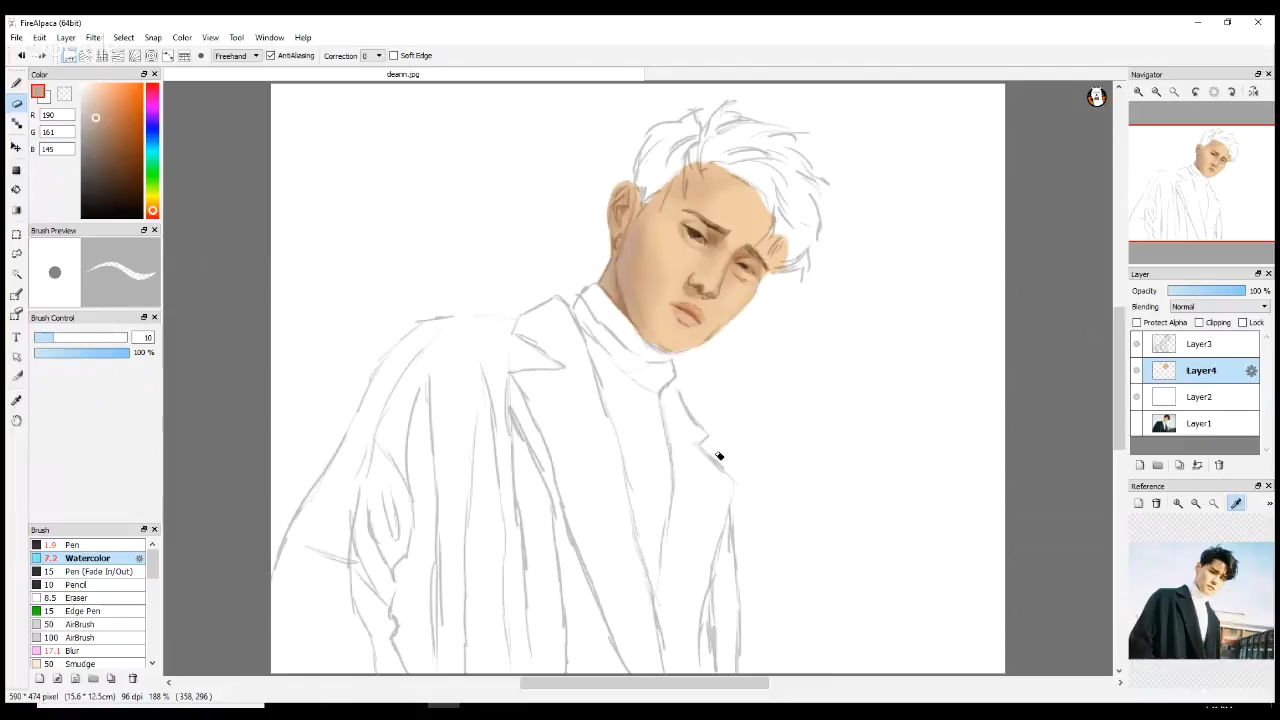 FireAlpaca (64bit)
File Edit Layer Filter Select Snap Color View Tool Window Help
Freehand AntiAliasing Correction 0 Soft Edge
Color
deann.jpg
Navigator
R 190
G 161
B 145
Brush Preview
Brush Control
10
100 %
Layer
Opacity 100 %
Blending Normal
Protect Alpha Clipping Lock
Layer3
Layer4
Layer2
Layer1
Reference
Brush
1.9 Pen
7.2 Watercolor
15 Pen (Fade In/Out)
10 Pencil
8.5 Eraser
15 Edge Pen
50 AirBrush
100 AirBrush
17.1 Blur
50 Smudge
590 * 474 pixel (15.6 * 12.5cm) 96 dpi 188 % ( 358, 296 )